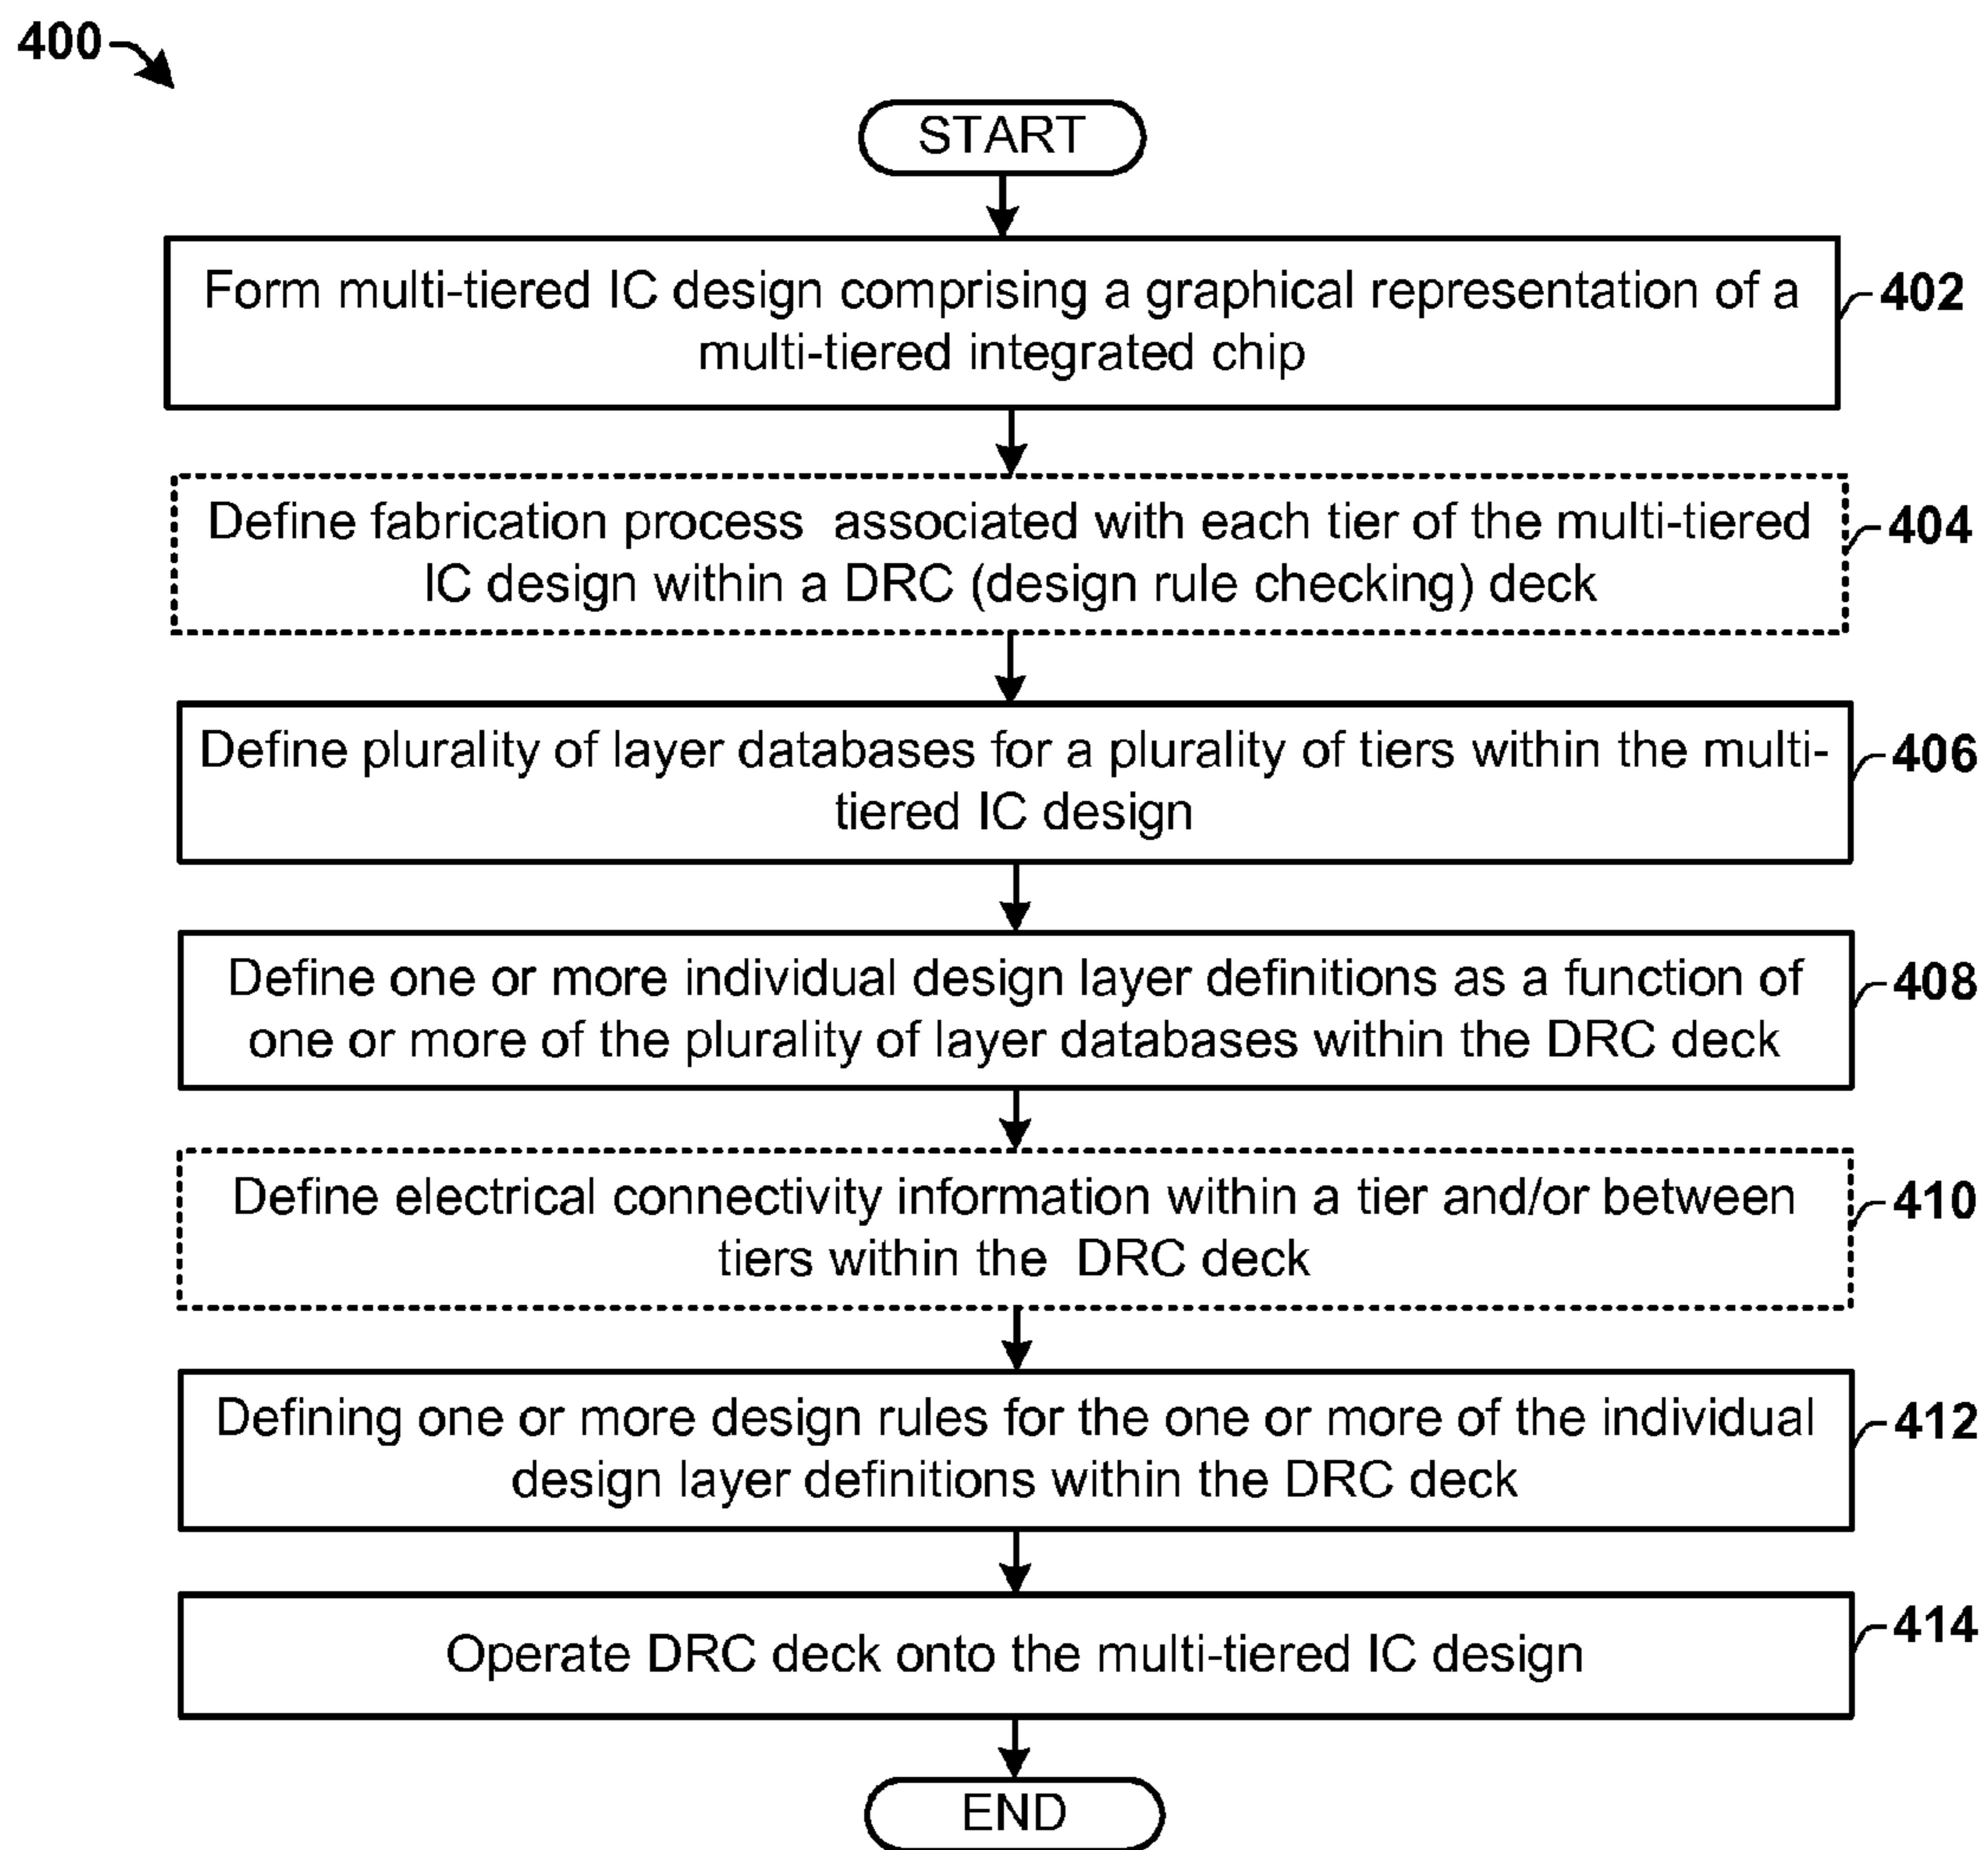 400
START
Form multi-tiered IC design comprising a graphical representation of a
multi-tiered integrated chip
402
Define fabrication process associated with each tier of the multi-tiered
IC design within a DRC (design rule checking) deck
404
Define plurality of layer databases for a plurality of tiers within the multi-
tiered IC design
406
Define one or more individual design layer definitions as a function of
one or more of the plurality of layer databases within the DRC deck
408
Define electrical connectivity information within a tier and/or between
tiers within the DRC deck
410
Defining one or more design rules for the one or more of the individual
design layer definitions within the DRC deck
412
Operate DRC deck onto the multi-tiered IC design
414
END